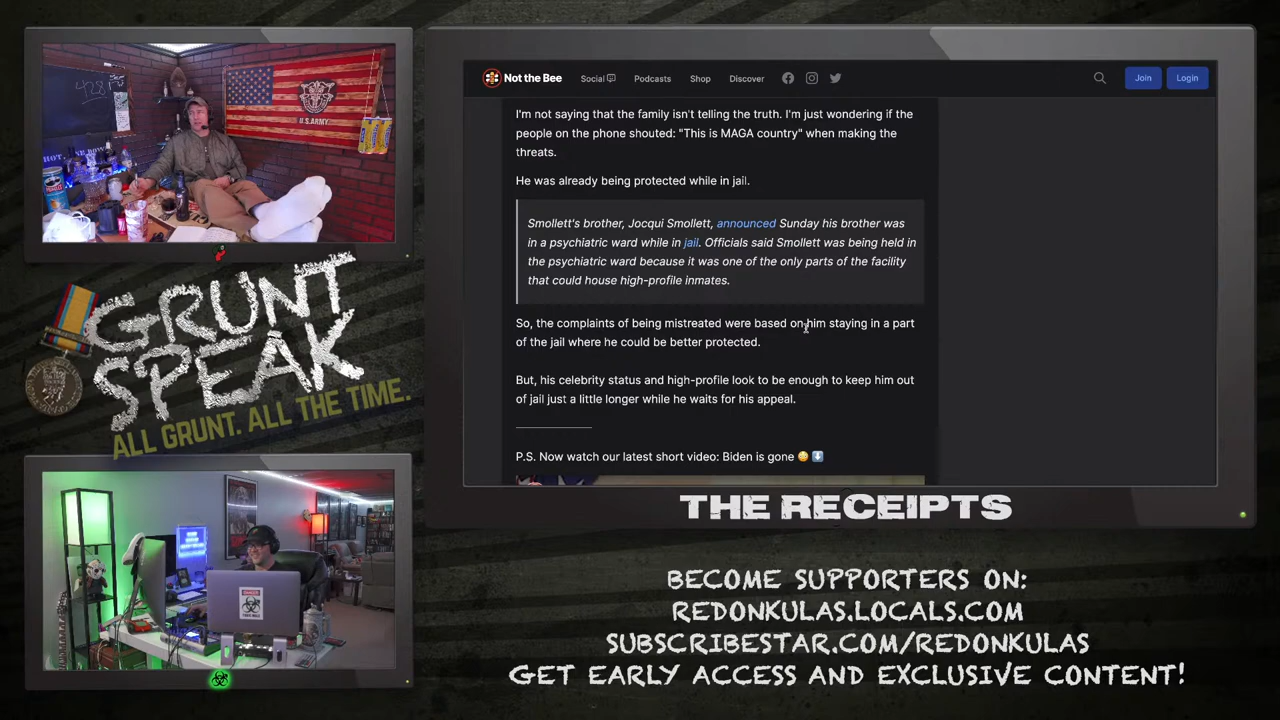 428
U.S. ARMY
GRUNT
SPEAK
ALL GRUNT. ALL THE TIME.
DANGER
Not the Bee
Social
Podcasts
Shop
Discover
Join
Login
I'm not saying that the family isn't telling the truth. I'm just wondering if the
people on the phone shouted: "This is MAGA country" when making the
threats.
He was already being protected while in jail.
Smollett's brother, Jocqui Smollett, announced Sunday his brother was
in a psychiatric ward while in jail. Officials said Smollett was being held in
the psychiatric ward because it was one of the only parts of the facility
that could house high-profile inmates.
So, the complaints of being mistreated were based on him staying in a part
of the jail where he could be better protected.
But, his celebrity status and high-profile look to be enough to keep him out
of jail just a little longer while he waits for his appeal.
P.S. Now watch our latest short video: Biden is gone 😳 ⬇️
THE RECEIPTS
BECOME SUPPORTERS ON:
REDONKULAS.LOCALS.COM
SUBSCRIBESTAR.COM/REDONKULAS
GET EARLY ACCESS AND EXCLUSIVE CONTENT!